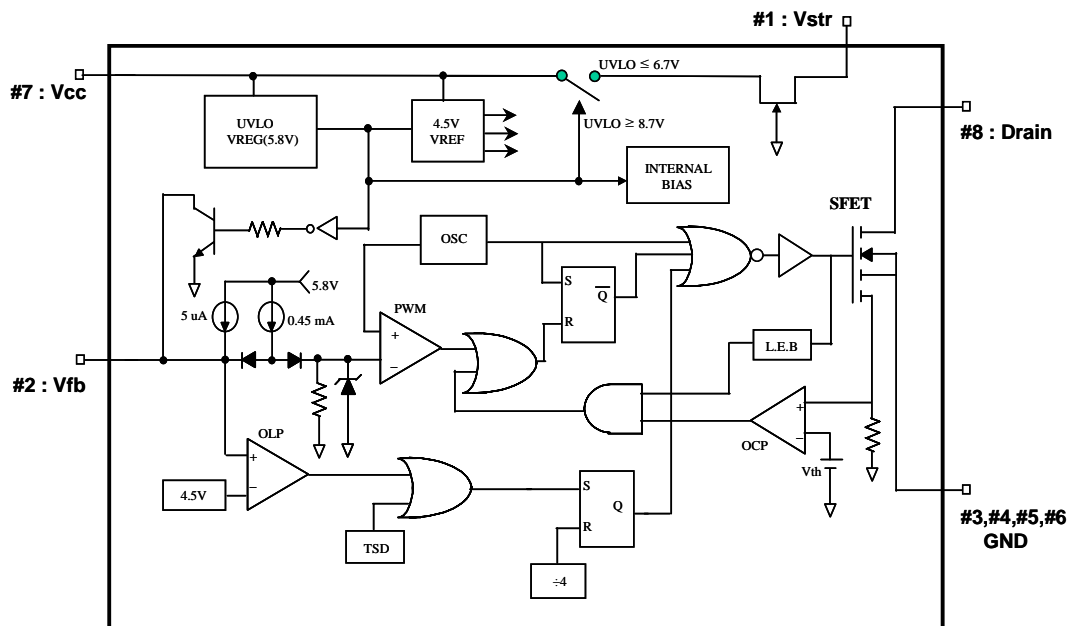 #1 : Vstr
#7 : Vcc
UVLO ≤ 6.7V
UVLO
VREG(5.8V)
4.5V
VREF
UVLO ≥ 8.7V
#8 : Drain
INTERNAL
BIAS
SFET
OSC
5.8V
S
Q
R
5 uA
0.45 mA
PWM
+
−
L.E.B
#2 : Vfb
OLP
+
−
4.5V
+
−
OCP
Vth
S
Q
R
TSD
÷4
#3,#4,#5,#6
GND